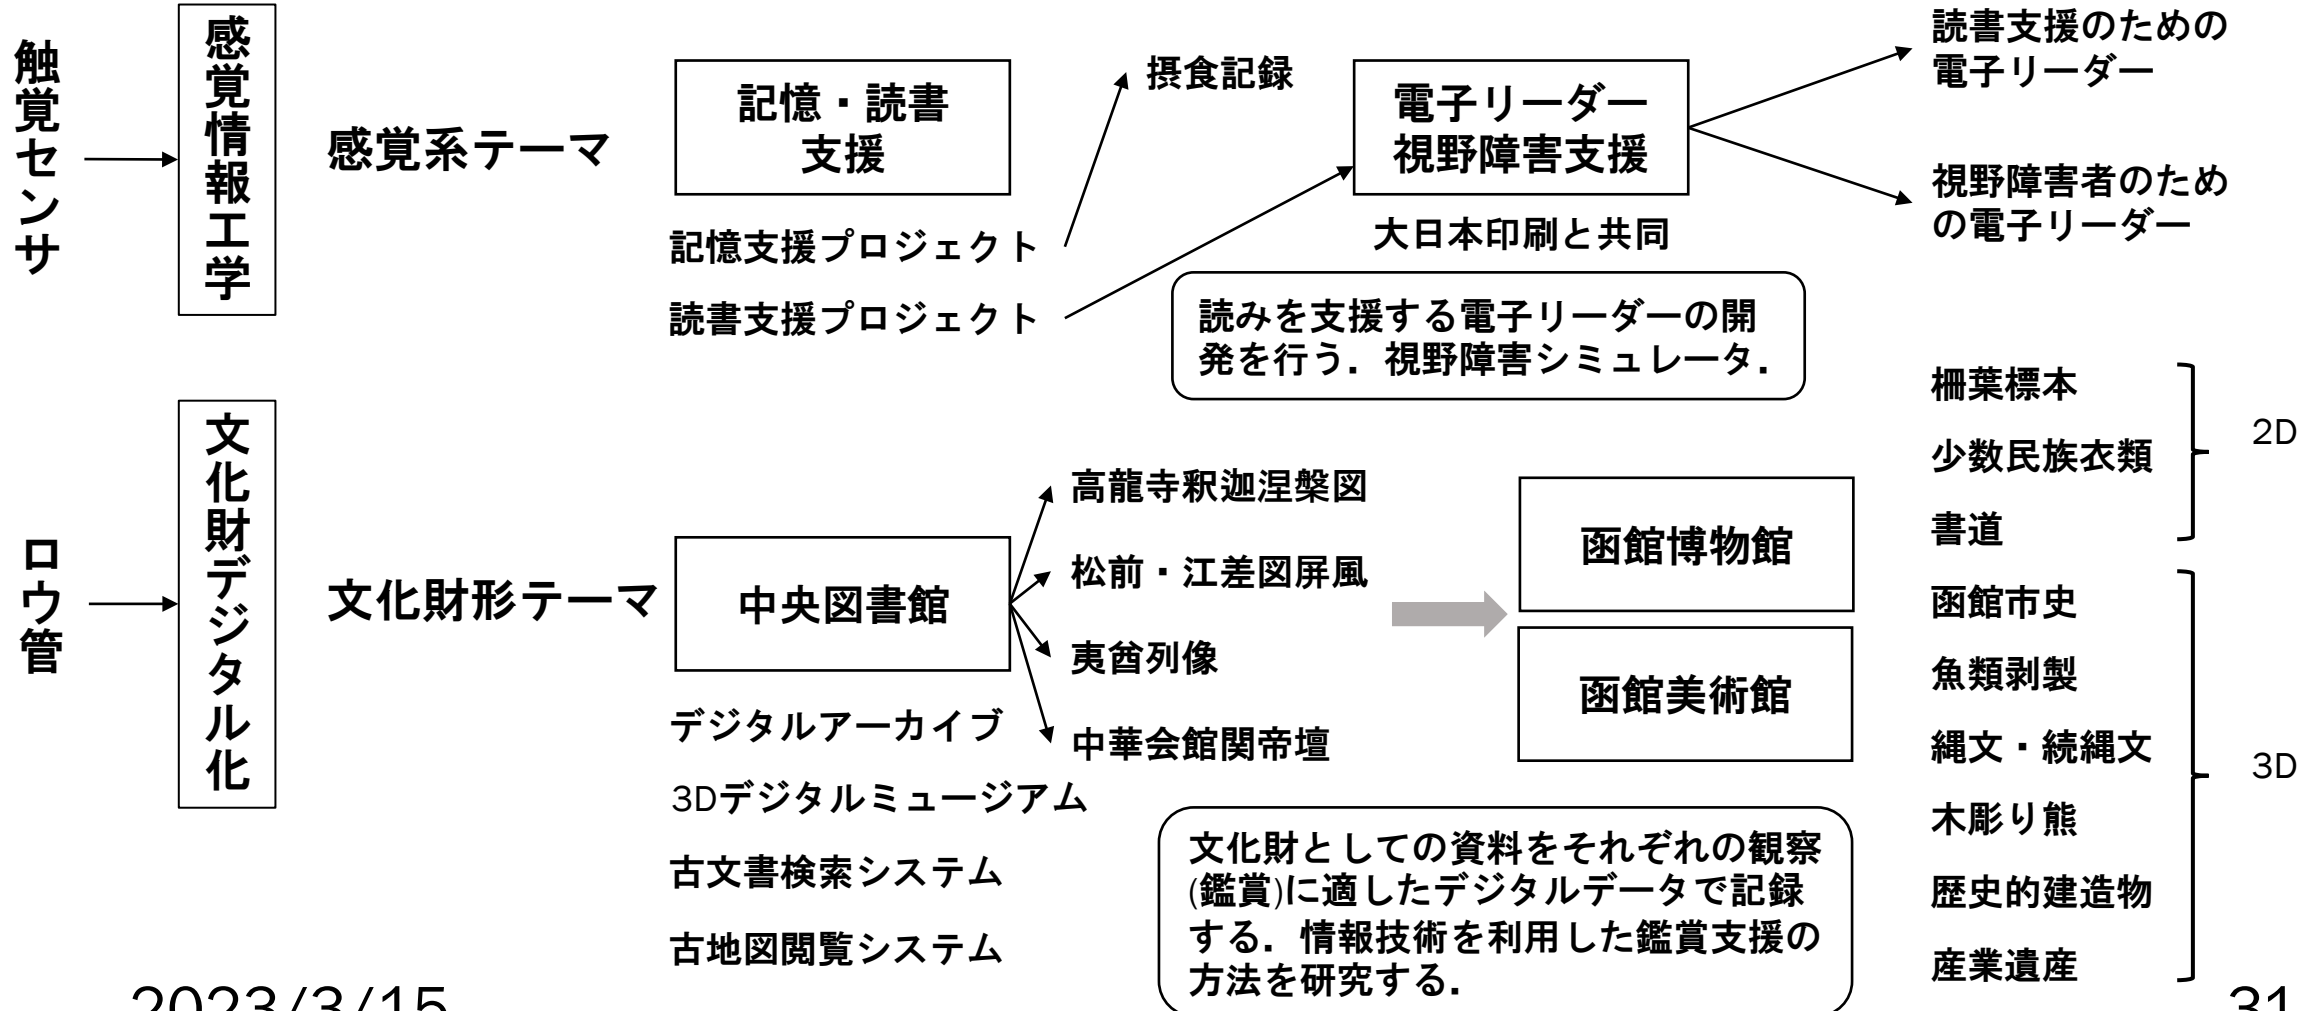 触覚センサ
感覚情報工学
感覚系テーマ
記憶・読書
支援
記憶支援プロジェクト
読書支援プロジェクト
摂食記録
電子リーダー
視野障害支援
大日本印刷と共同
読みを支援する電子リーダーの開
発を行う．視野障害シミュレータ．
読書支援のための
電子リーダー
視野障害者のため
の電子リーダー
ロウ管
文化財デジタル化
文化財形テーマ
中央図書館
デジタルアーカイブ
3Dデジタルミュージアム
古文書検索システム
古地図閲覧システム
高龍寺釈迦涅槃図
松前・江差図屏風
夷酋列像
中華会館関帝壇
函館博物館
函館美術館
文化財としての資料をそれぞれの観察
(鑑賞)に適したデジタルデータで記録
する．情報技術を利用した鑑賞支援の
方法を研究する．
柵葉標本
少数民族衣類
書道
2D
函館市史
魚類剥製
縄文・続縄文
木彫り熊
歴史的建造物
産業遺産
3D
2023/3/15
31